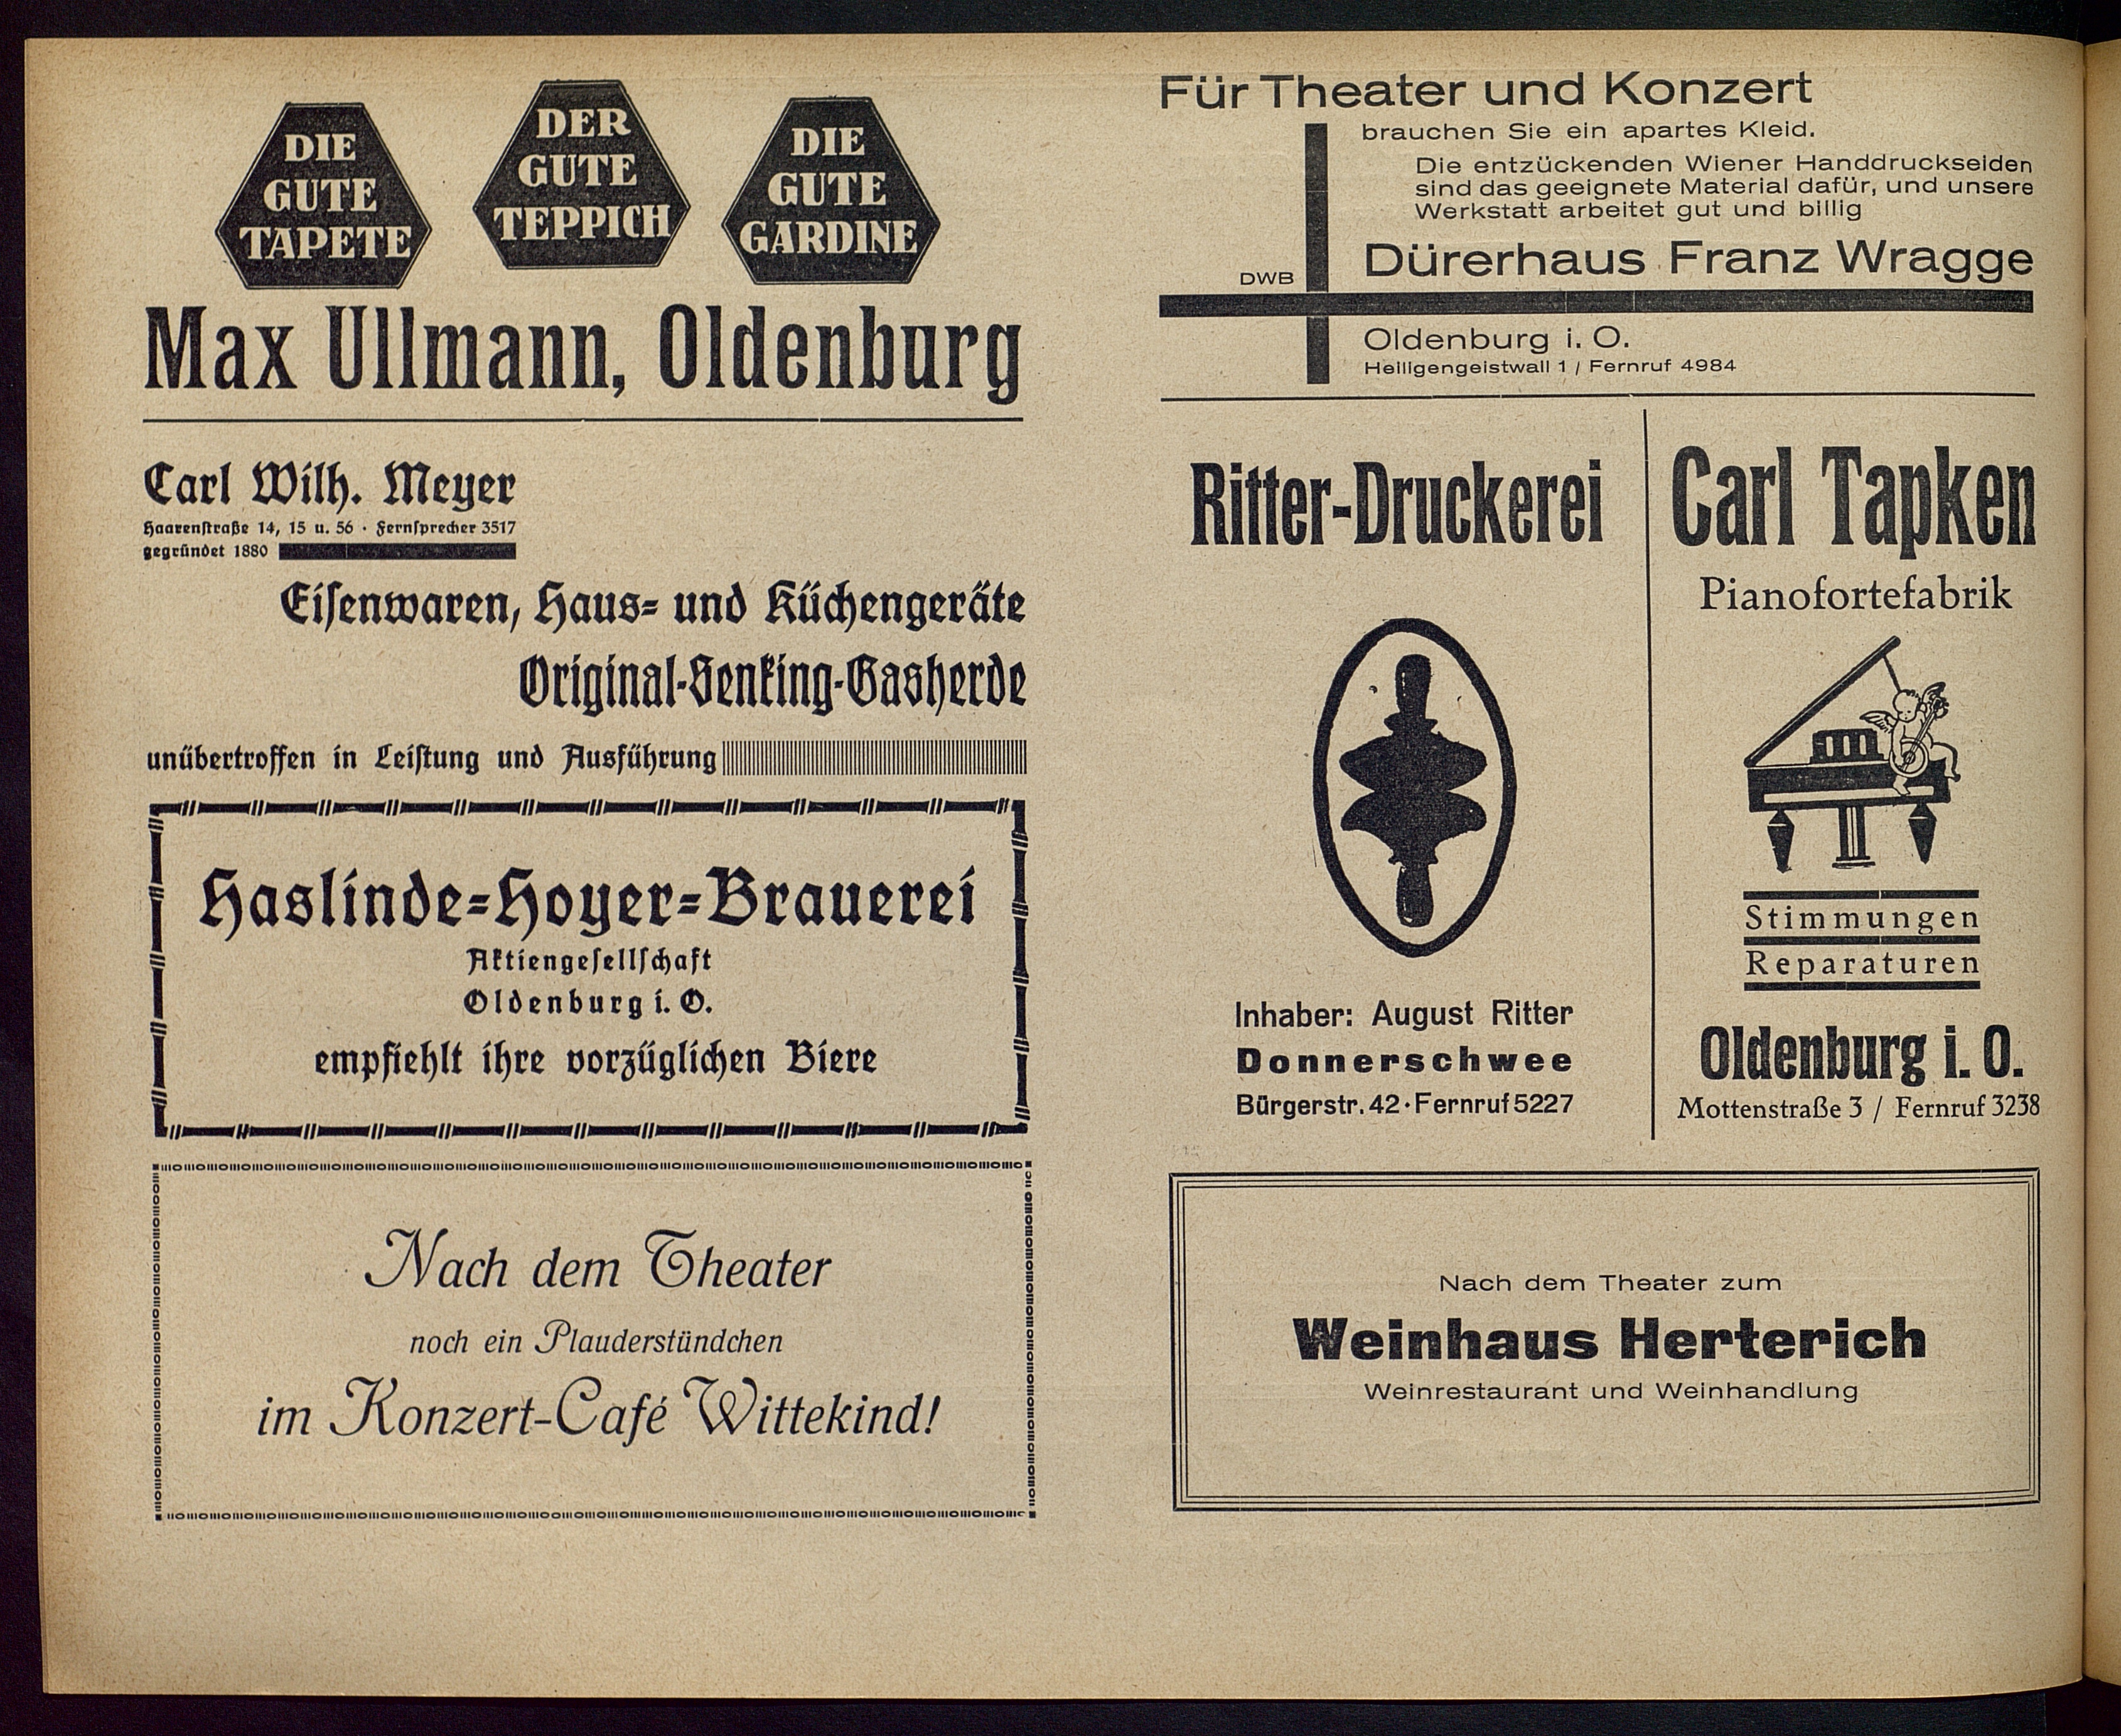 DIE
GUTE
TAPETE
DER
GUTE
TEPPICH
DIE
GUTE
GARDINE
Max Ullmann, Oldenburg
Carl Wilh. Meyer
Haarenſtraße 14, 15 u. 56 · Fernſprecher 3517
gegründet 1880
Eiſenwaren, Haus- und Küchengeräte
Original-Senking-Gasherde
unübertroffen in Leiſtung und Ausführung
Haslinde-Hoyer-Brauerei
Aktiengeſellſchaft
Oldenburg i. O.
empfiehlt ihre vorzüglichen Biere
Nach dem Theater
noch ein Plauderstündchen
im Konzert-Café Wittekind!
Für Theater und Konzert
brauchen Sie ein apartes Kleid.
Die entzückenden Wiener Handdruckseiden
sind das geeignete Material dafür, und unsere
Werkstatt arbeitet gut und billig
DWB
Dürerhaus Franz Wragge
Oldenburg i. O.
Heiligengeistwall 1 / Fernruf 4984
Ritter-Druckerei
Inhaber: August Ritter
Donnerschwee
Bürgerstr. 42 · Fernruf 5227
Carl Tapken
Pianofortefabrik
Stimmungen
Reparaturen
Oldenburg i. O.
Mottenstraße 3 / Fernruf 3238
Nach dem Theater zum
Weinhaus Herterich
Weinrestaurant und Weinhandlung